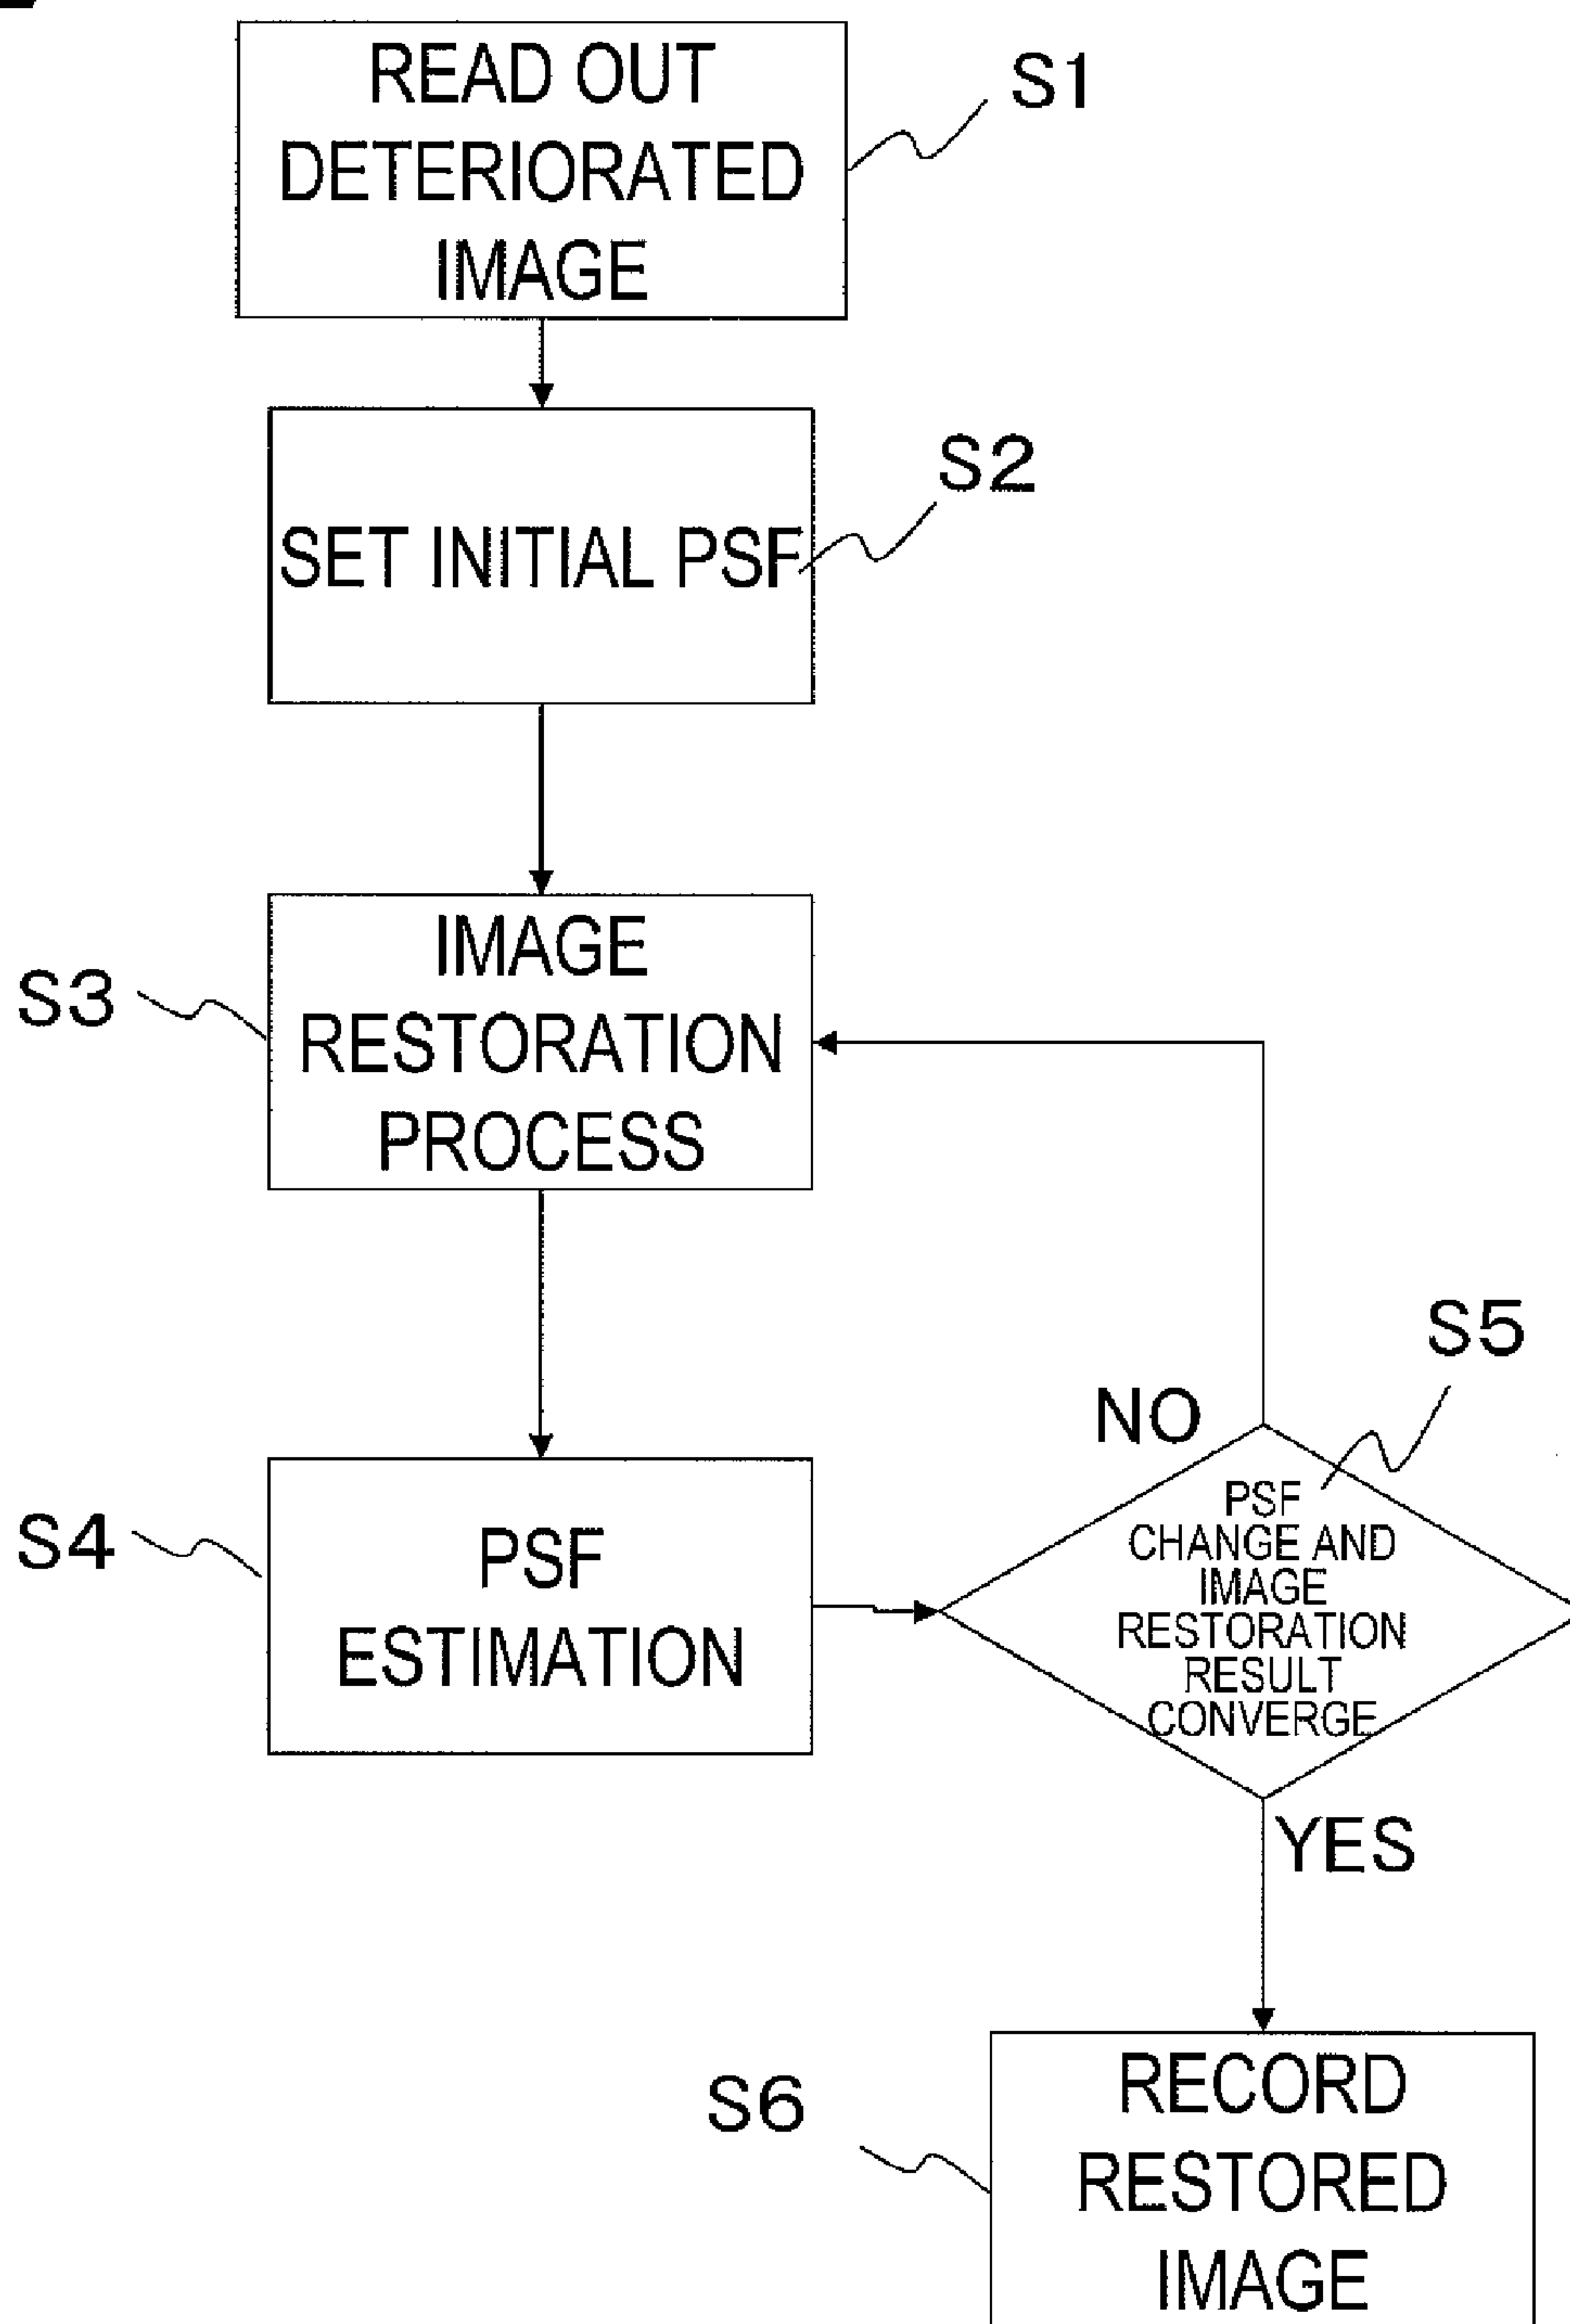 READ OUT
DETERIORATED
IMAGE
S1
SET INITIAL PSF
S2
IMAGE
RESTORATION
PROCESS
S3
PSF
ESTIMATION
S4
S5
NO
PSF
CHANGE AND
IMAGE
RESTORATION
RESULT
CONVERGE
YES
S6
RECORD
RESTORED
IMAGE